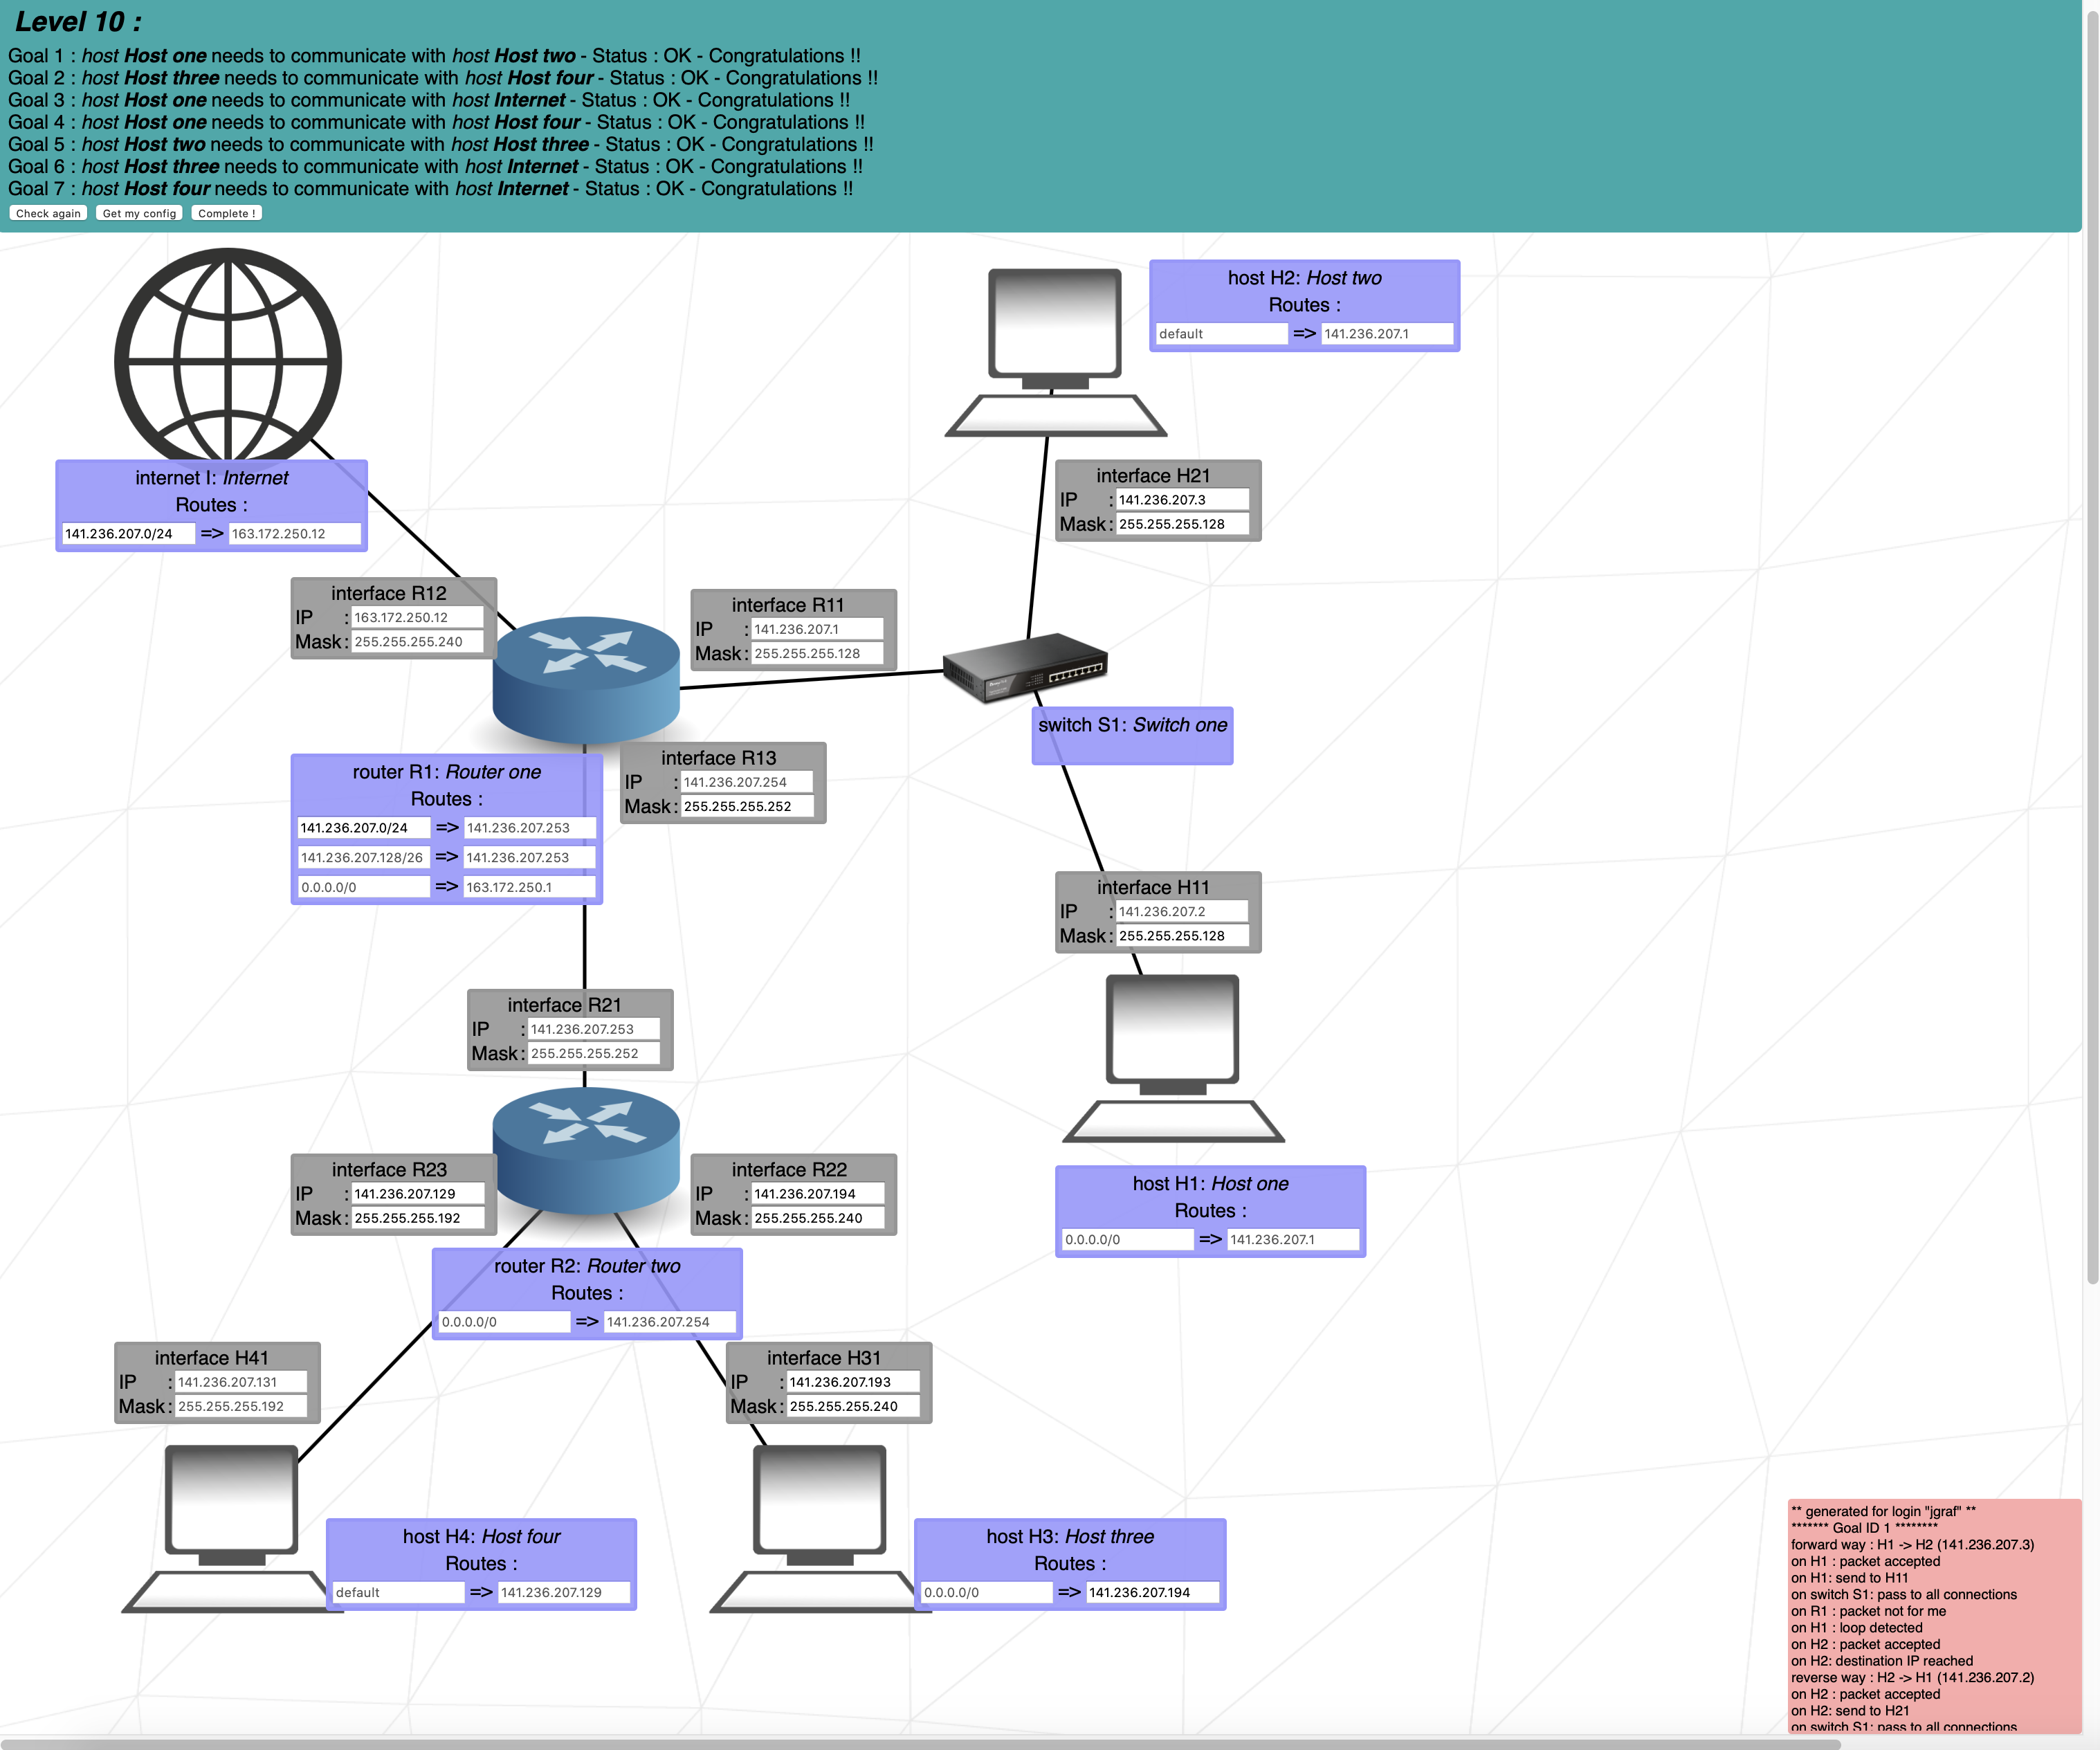 Level 10 :
Goal 1 : host Host one needs to communicate with host Host two - Status : OK - Congratulations !!
Goal 2 : host Host three needs to communicate with host Host four - Status : OK - Congratulations !!
Goal 3 : host Host one needs to communicate with host Internet - Status : OK - Congratulations !!
Goal 4 : host Host one needs to communicate with host Host four - Status : OK - Congratulations !!
Goal 5 : host Host two needs to communicate with host Host three - Status : OK - Congratulations !!
Goal 6 : host Host three needs to communicate with host Internet - Status : OK - Congratulations !!
Goal 7 : host Host four needs to communicate with host Internet - Status : OK - Congratulations !!
Check again Get my config Complete !
host H2: Host two
Routes :
default => 141.236.207.1
internet I: Internet
Routes :
141.236.207.0/24 => 163.172.250.12
interface H21
IP : 141.236.207.3
Mask : 255.255.255.128
interface R12
IP : 163.172.250.12
Mask : 255.255.255.240
interface R11
IP : 141.236.207.1
Mask : 255.255.255.128
switch S1: Switch one
interface R13
IP : 141.236.207.254
Mask : 255.255.255.252
router R1: Router one
Routes :
141.236.207.0/24 => 141.236.207.253
141.236.207.128/26 => 141.236.207.253
0.0.0.0/0 => 163.172.250.1
interface H11
IP : 141.236.207.2
Mask : 255.255.255.128
interface R21
IP : 141.236.207.253
Mask : 255.255.255.252
interface R23
IP : 141.236.207.129
Mask : 255.255.255.192
interface R22
IP : 141.236.207.194
Mask : 255.255.255.240
host H1: Host one
Routes :
0.0.0.0/0 => 141.236.207.1
router R2: Router two
Routes :
0.0.0.0/0 => 141.236.207.254
interface H41
IP : 141.236.207.131
Mask : 255.255.255.192
interface H31
IP : 141.236.207.193
Mask : 255.255.255.240
host H4: Host four
Routes :
default => 141.236.207.129
host H3: Host three
Routes :
0.0.0.0/0 => 141.236.207.194
** generated for login "jgraf" **
******* Goal ID 1 ********
forward way : H1 -> H2 (141.236.207.3)
on H1 : packet accepted
on H1: send to H11
on switch S1: pass to all connections
on R1 : packet not for me
on H1 : loop detected
on H2 : packet accepted
on H2: destination IP reached
reverse way : H2 -> H1 (141.236.207.2)
on H2 : packet accepted
on H2: send to H21
on switch S1: pass to all connections